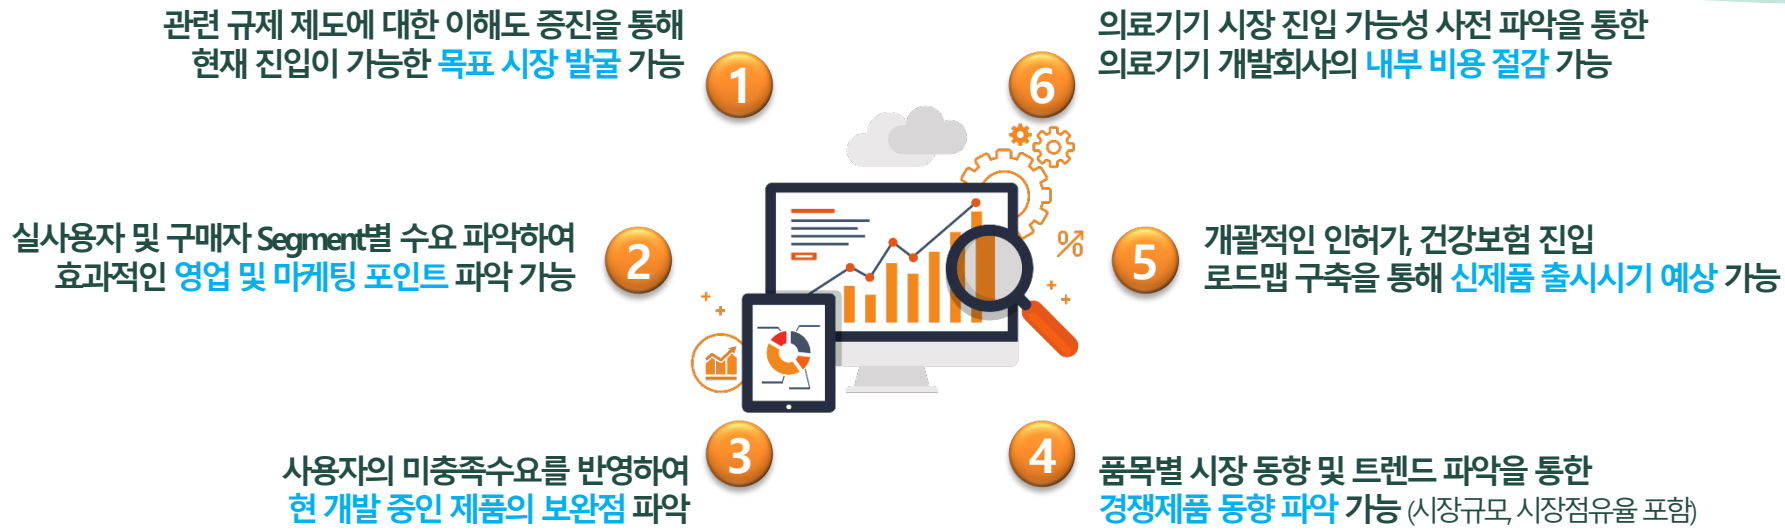 관련 규제 제도에 대한 이해도 증진을 통해
현재 진입이 가능한 목표 시장 발굴 가능
1
실사용자 및 구매자 Segment별 수요 파악하여
효과적인 영업 및 마케팅 포인트 파악 가능
2
사용자의 미충족수요를 반영하여
현 개발 중인 제품의 보완점 파악
3
4
품목별 시장 동향 및 트렌드 파악을 통한
경쟁제품 동향 파악 가능 (시장규모, 시장점유율 포함)
5
개괄적인 인허가, 건강보험 진입
로드맵 구축을 통해 신제품 출시시기 예상 가능
6
의료기기 시장 진입 가능성 사전 파악을 통한
의료기기 개발회사의 내부 비용 절감 가능
%